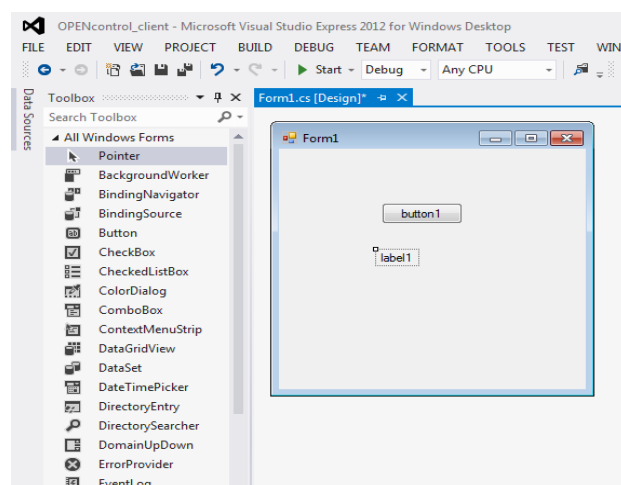 OPENcontrol_client - Microsoft Visual Studio Express 2012 for Windows Desktop
FILE EDIT VIEW PROJECT BUILD DEBUG TEAM FORMAT TOOLS TEST WIN
Start Debug Any CPU
Data Sources
Toolbox
Form1.cs [Design]*
Search Toolbox
All Windows Forms
Form1
Pointer
BackgroundWorker
BindingNavigator
BindingSource
button1
Button
CheckBox
label1
CheckedListBox
ColorDialog
ComboBox
ContextMenuStrip
DataGridView
DataSet
DateTimePicker
DirectoryEntry
DirectorySearcher
DomainUpDown
ErrorProvider
EventLog